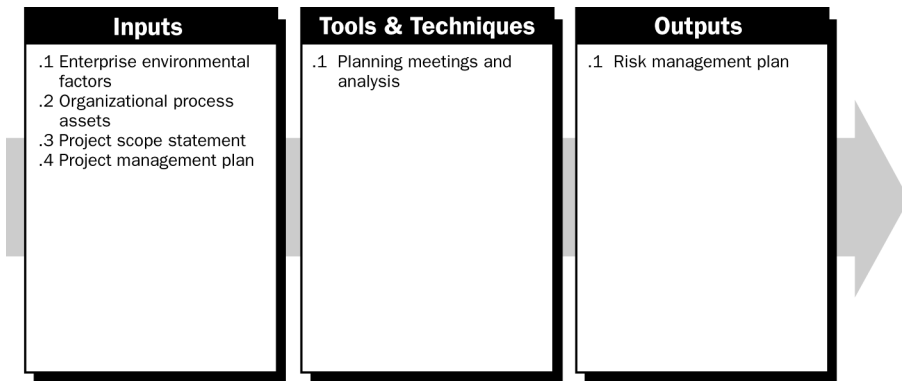 Inputs
.1 Enterprise environmental
factors
.2 Organizational process
assets
.3 Project scope statement
.4 Project management plan
Tools & Techniques
.1 Planning meetings and
analysis
Outputs
.1 Risk management plan